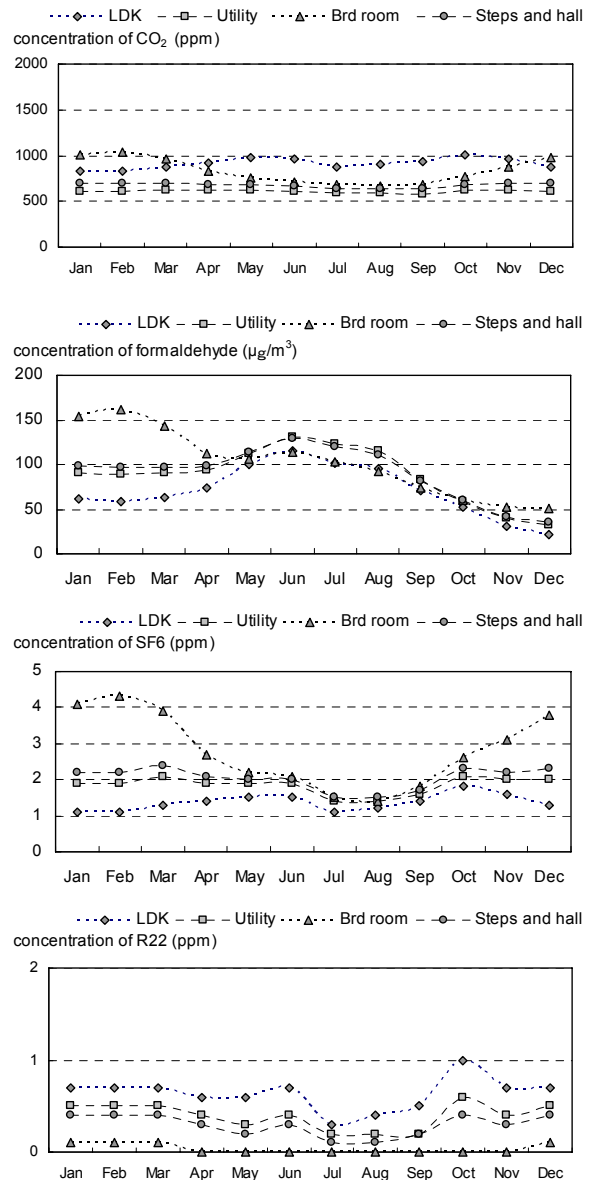 LDK Utility Brd room Steps and hall
concentration of CO2 (ppm)
2000
1500
1000
500
0
Jan Feb Mar Apr May Jun Jul Aug Sep Oct Nov Dec
LDK Utility Brd room Steps and hall
concentration of formaldehyde (µg/m3)
200
150
100
50
0
Jan Feb Mar Apr May Jun Jul Aug Sep Oct Nov Dec
LDK Utility Brd room Steps and hall
concentration of SF6 (ppm)
5
4
3
2
1
0
Jan Feb Mar Apr May Jun Jul Aug Sep Oct Nov Dec
LDK Utility Brd room Steps and hall
concentration of R22 (ppm)
2
1
0
Jan Feb Mar Apr May Jun Jul Aug Sep Oct Nov Dec